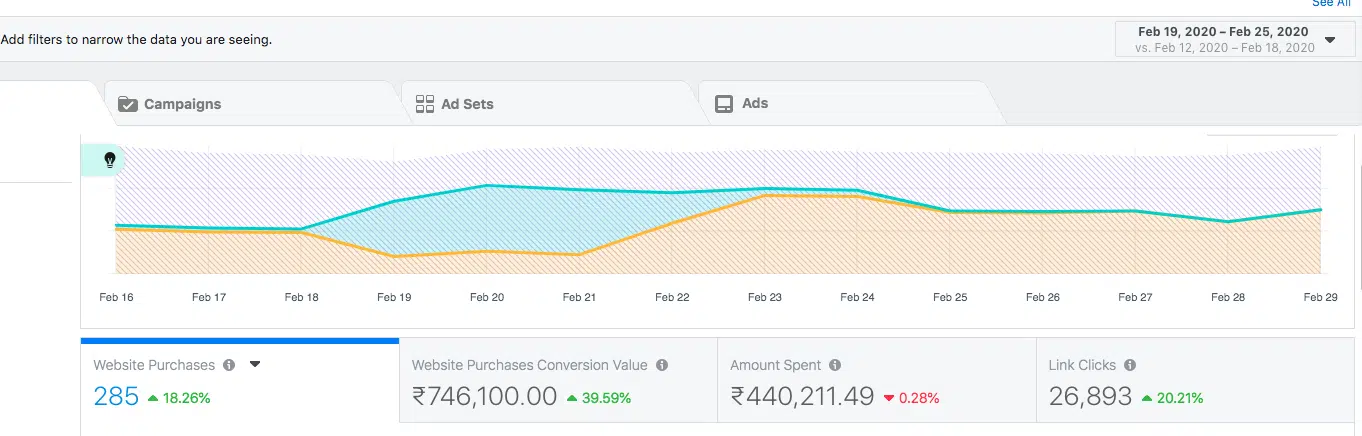 See All
Add filters to narrow the data you are seeing.
Feb 19, 2020 – Feb 25, 2020
vs. Feb 12, 2020 – Feb 18, 2020
Campaigns
Ad Sets
Ads
Feb 16 Feb 17 Feb 18 Feb 19 Feb 20 Feb 21 Feb 22 Feb 23 Feb 24 Feb 25 Feb 26 Feb 27 Feb 28 Feb 29
Website Purchases
285 18.26%
Website Purchases Conversion Value
₹746,100.00 39.59%
Amount Spent
₹440,211.49 0.28%
Link Clicks
26,893 20.21%